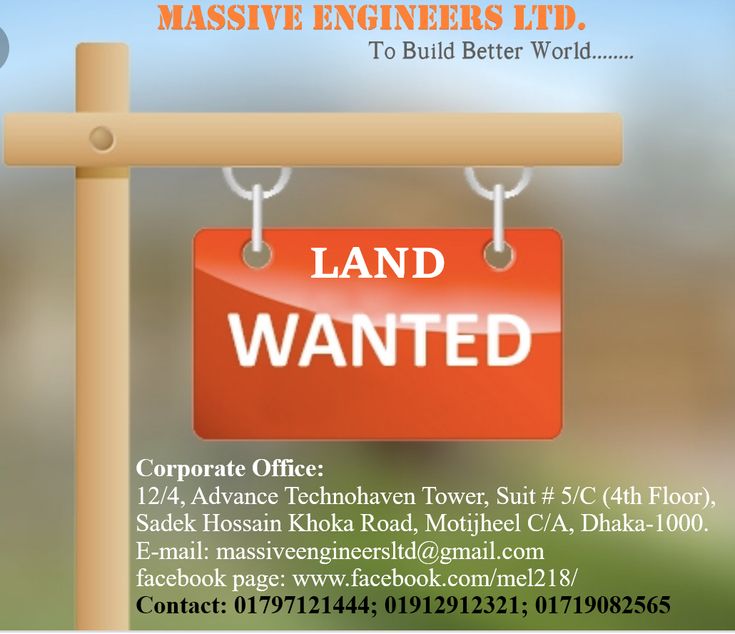 MASSIVE ENGINEERS LTD.
To Build Better World........
LAND
WANTED
Corporate Office:
12/4, Advance Technohaven Tower, Suit # 5/C (4th Floor),
Sadek Hossain Khoka Road, Motijheel C/A, Dhaka-1000.
E-mail: massiveengineersltd@gmail.com
facebook page: www.facebook.com/mel218/
Contact: 01797121444; 01912912321; 01719082565